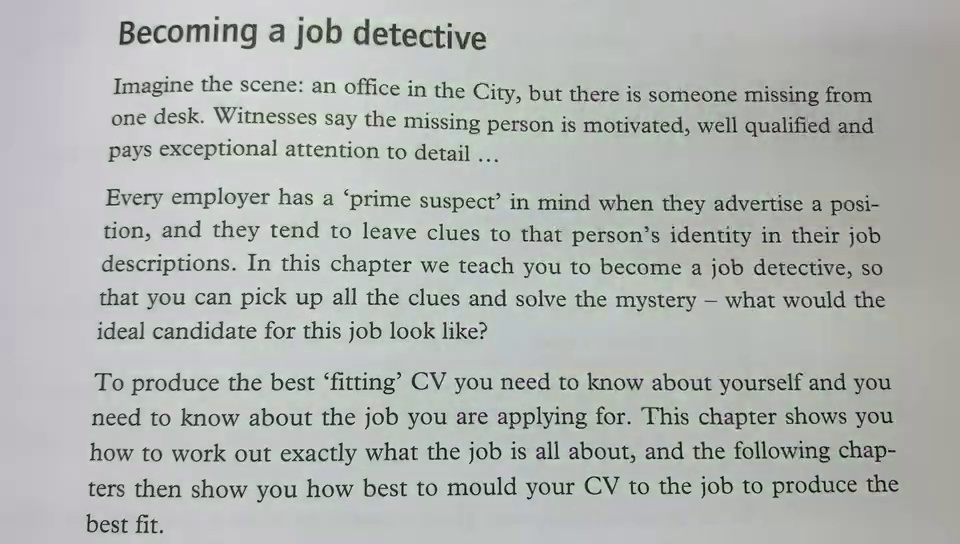 Becoming a job detective
Imagine the scene: an office in the City, but there is someone missing from
one desk. Witnesses say the missing person is motivated, well qualified and
pays exceptional attention to detail ...
Every employer has a ‘prime suspect’ in mind when they advertise a posi-
tion, and they tend to leave clues to that person’s identity in their job
descriptions. In this chapter we teach you to become a job detective, so
that you can pick up all the clues and solve the mystery – what would the
ideal candidate for this job look like?
To produce the best ‘fitting’ CV you need to know about yourself and you
need to know about the job you are applying for. This chapter shows you
how to work out exactly what the job is all about, and the following chap-
ters then show you how best to mould your CV to the job to produce the
best fit.